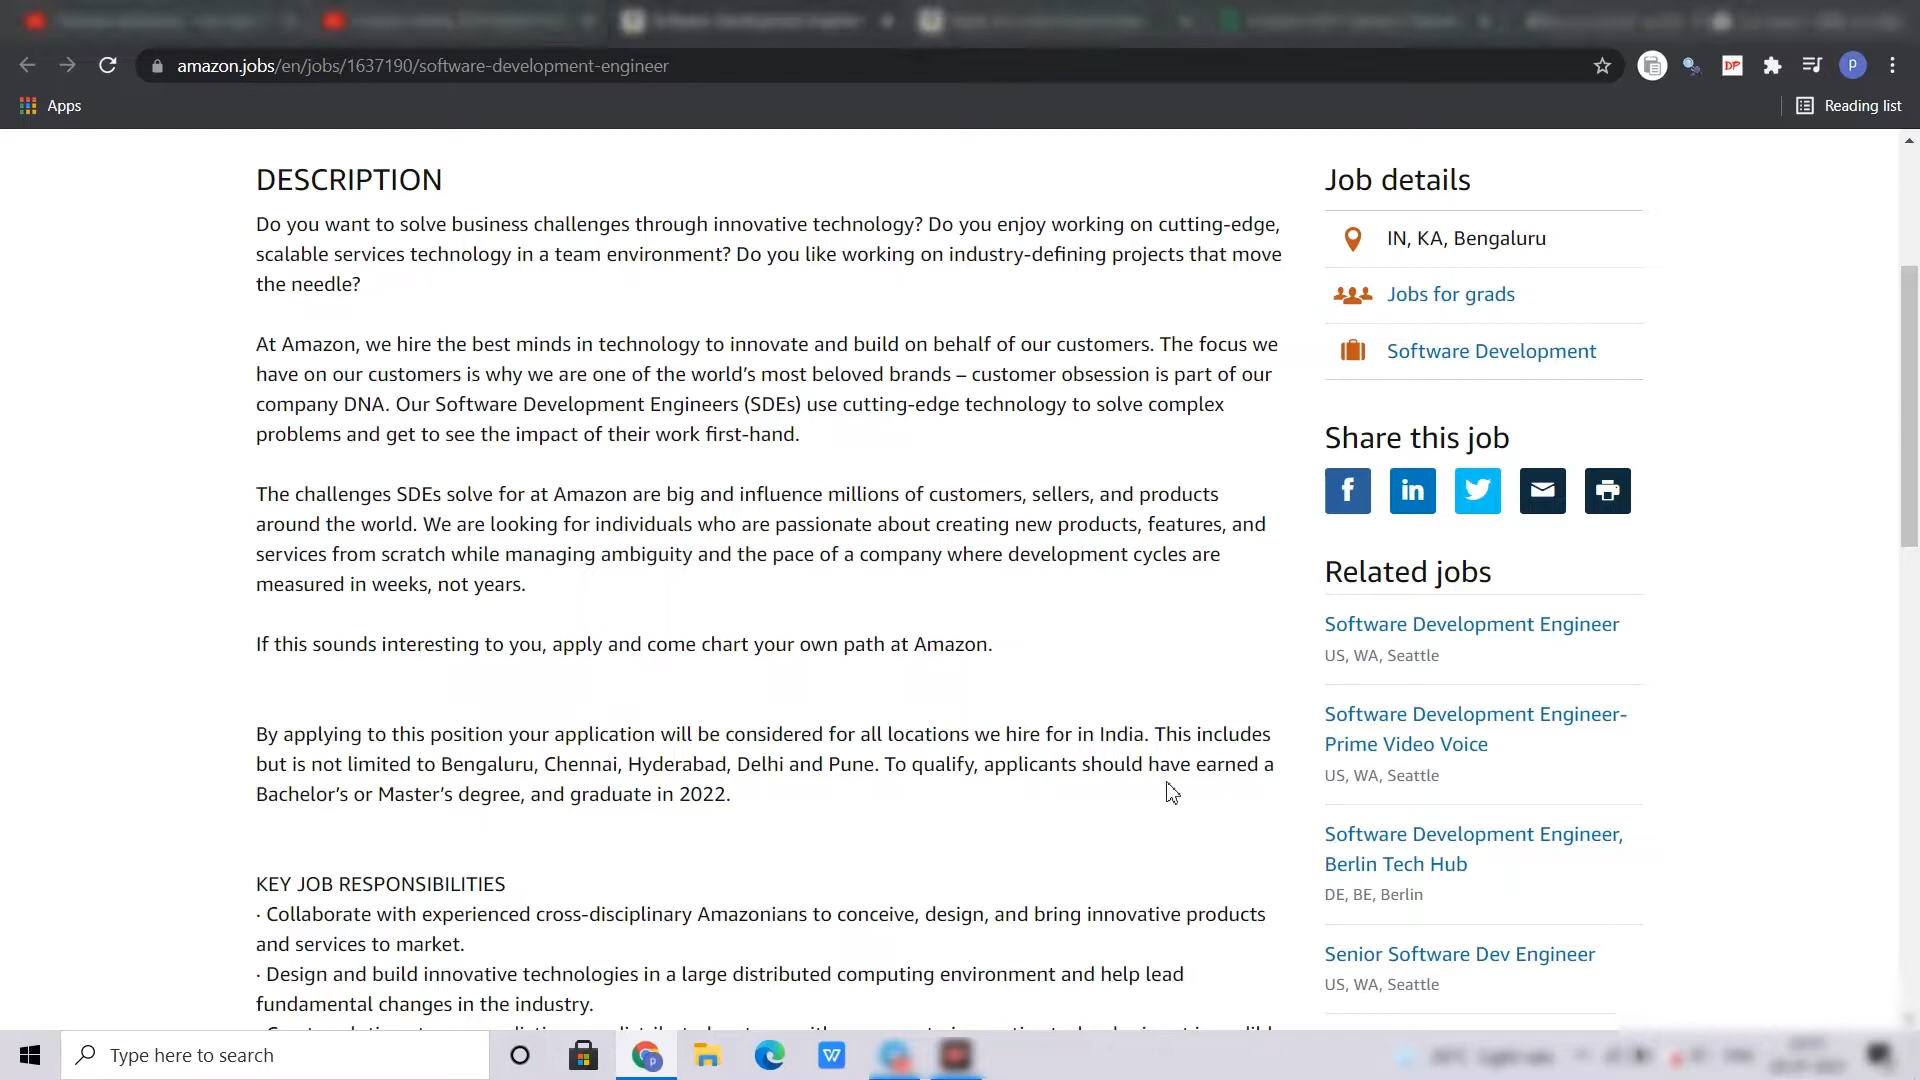 amazon.jobs/en/jobs/1637190/software-development-engineer
DP
P
Apps
Reading list
DESCRIPTION
Do you want to solve business challenges through innovative technology? Do you enjoy working on cutting-edge,
scalable services technology in a team environment? Do you like working on industry-defining projects that move
the needle?
At Amazon, we hire the best minds in technology to innovate and build on behalf of our customers. The focus we
have on our customers is why we are one of the world’s most beloved brands – customer obsession is part of our
company DNA. Our Software Development Engineers (SDEs) use cutting-edge technology to solve complex
problems and get to see the impact of their work first-hand.
The challenges SDEs solve for at Amazon are big and influence millions of customers, sellers, and products
around the world. We are looking for individuals who are passionate about creating new products, features, and
services from scratch while managing ambiguity and the pace of a company where development cycles are
measured in weeks, not years.
If this sounds interesting to you, apply and come chart your own path at Amazon.
By applying to this position your application will be considered for all locations we hire for in India. This includes
but is not limited to Bengaluru, Chennai, Hyderabad, Delhi and Pune. To qualify, applicants should have earned a
Bachelor’s or Master’s degree, and graduate in 2022.
KEY JOB RESPONSIBILITIES
· Collaborate with experienced cross-disciplinary Amazonians to conceive, design, and bring innovative products
and services to market.
· Design and build innovative technologies in a large distributed computing environment and help lead
fundamental changes in the industry.
Job details
IN, KA, Bengaluru
Jobs for grads
Software Development
Share this job
Related jobs
Software Development Engineer
US, WA, Seattle
Software Development Engineer-
Prime Video Voice
US, WA, Seattle
Software Development Engineer,
Berlin Tech Hub
DE, BE, Berlin
Senior Software Dev Engineer
US, WA, Seattle
Type here to search